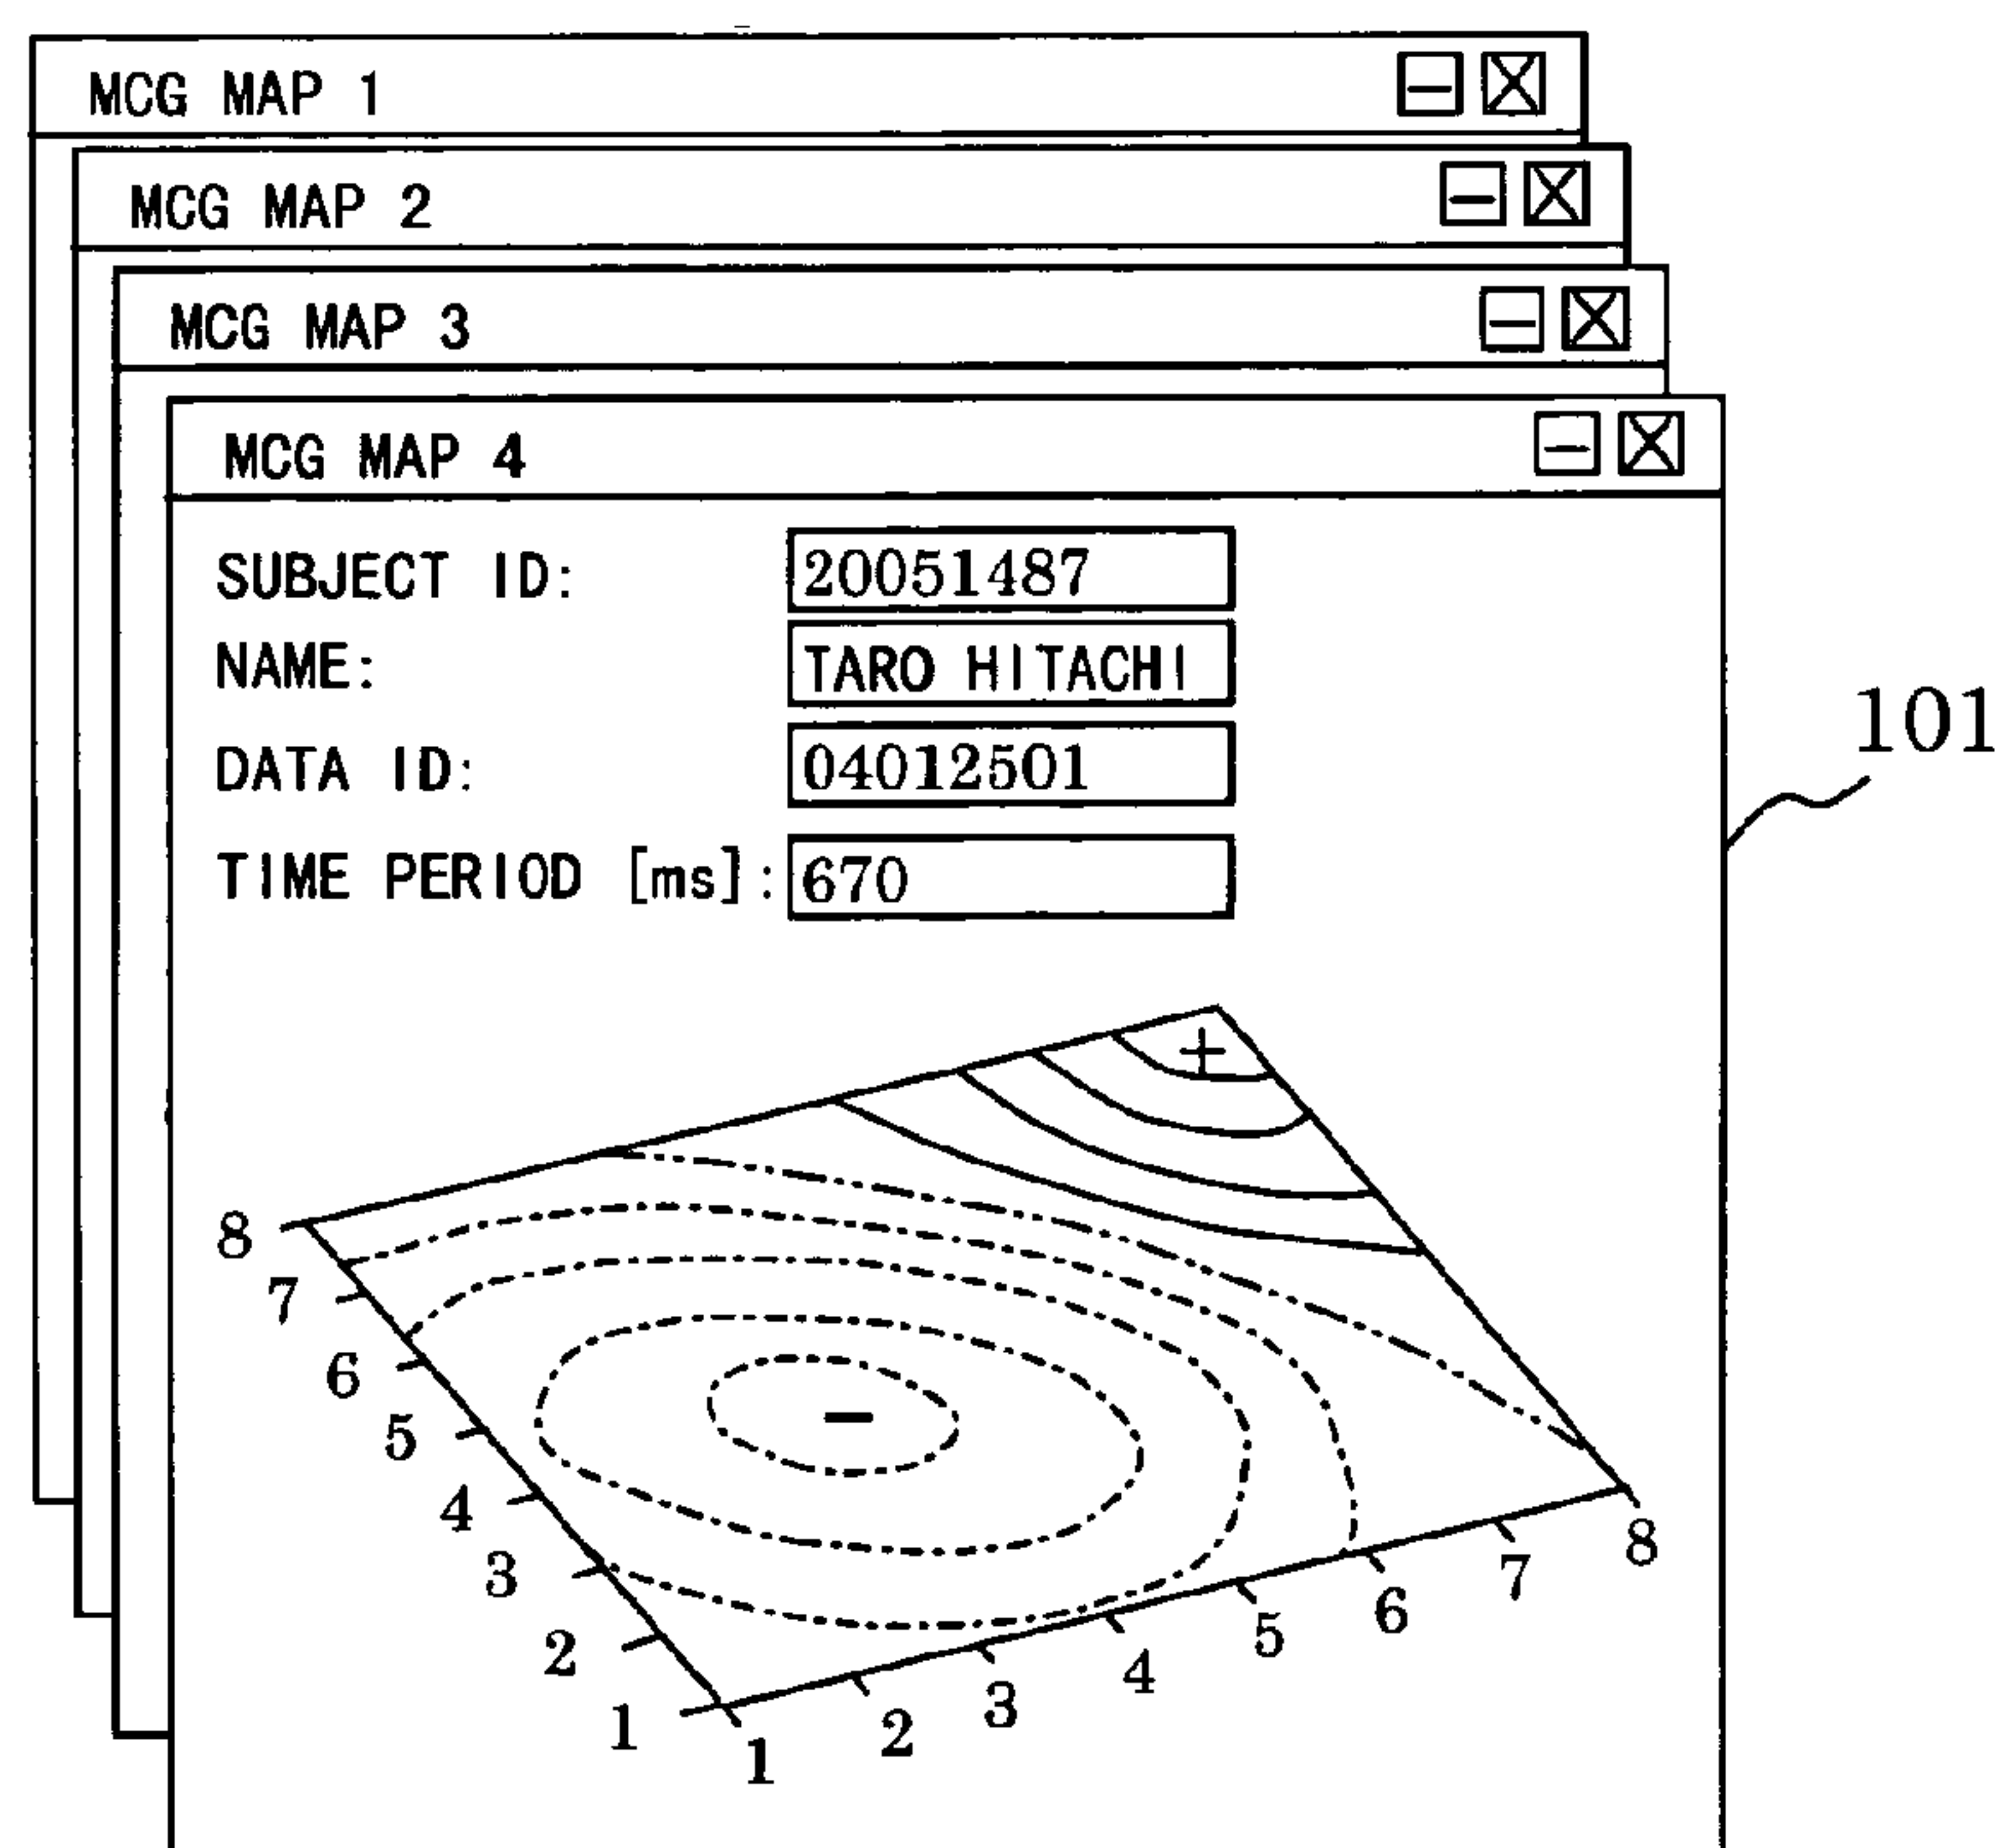 MCG MAP 1
MCG MAP 2
MCG MAP 3
MCG MAP 4
SUBJECT ID: 20051487
NAME: TARO HITACHI
DATA ID: 04012501
TIME PERIOD [ms]: 670
101
+
8
7
6
5
4
3
2
1
−
1
2
3
4
5
6
7
8